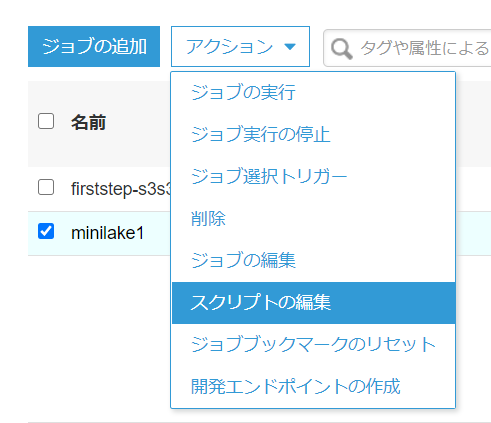 ジョブの追加
アクション
タグや属性による
名前
firststep-s3s3
minilake1
ジョブの実行
ジョブ実行の停止
ジョブ選択トリガー
削除
ジョブの編集
スクリプトの編集
ジョブブックマークのリセット
開発エンドポイントの作成